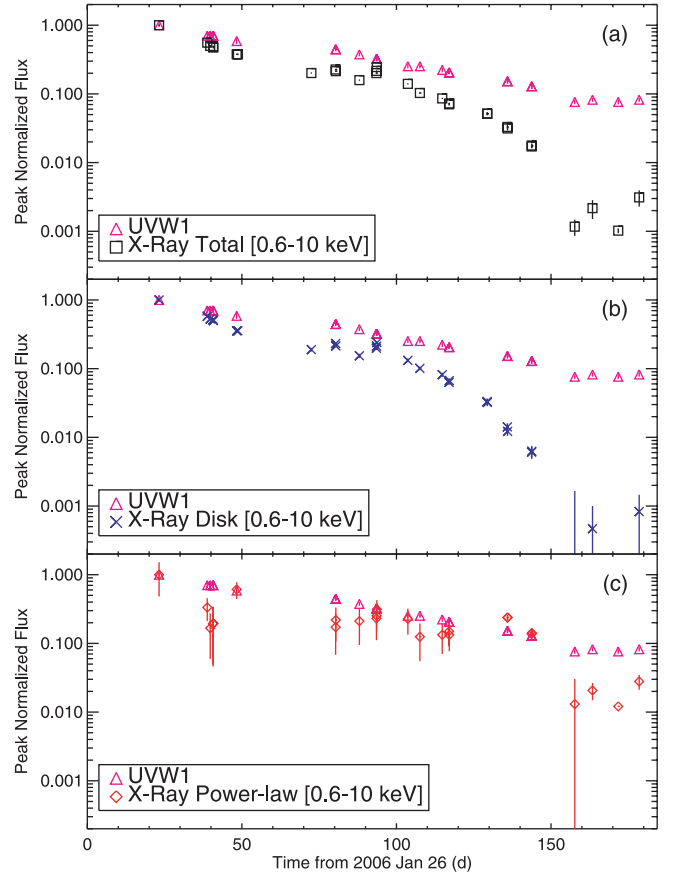 (a)
1.000
0.100
0.010
0.001
Peak Normalized Flux
UVW1
X-Ray Total [0.6-10 keV]
(b)
1.000
0.100
0.010
0.001
Peak Normalized Flux
UVW1
X-Ray Disk [0.6-10 keV]
(c)
1.000
0.100
0.010
0.001
Peak Normalized Flux
UVW1
X-Ray Power-law [0.6-10 keV]
0 50 100 150
Time from 2006 Jan 26 (d)